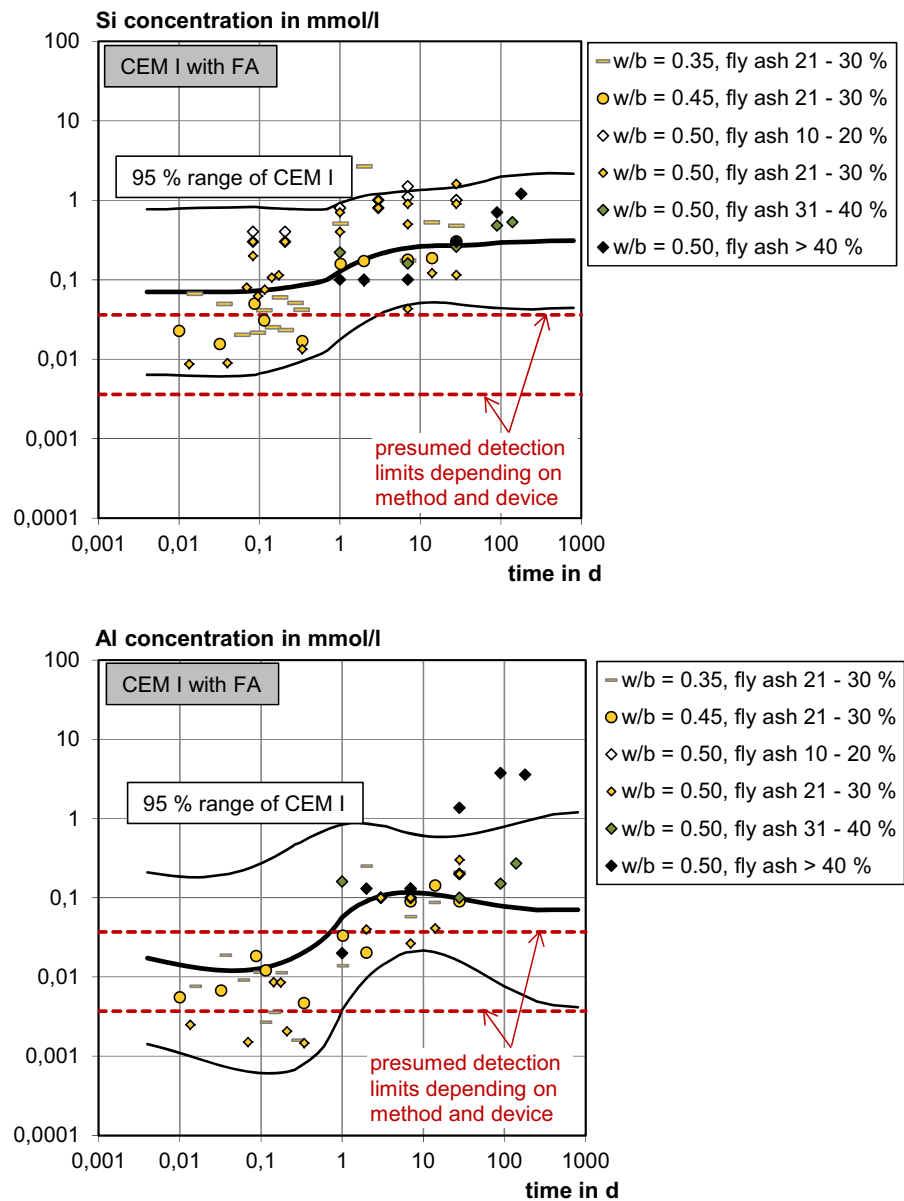 Si concentration in mmol/l
100
10
1
0,1
0,01
0,001
0,0001
CEM I with FA
95 % range of CEM I
presumed detection
limits depending on
method and device
0,001
0,01
0,1
1
10
100
1000
time in d
w/b = 0.35, fly ash 21 - 30 %
w/b = 0.45, fly ash 21 - 30 %
w/b = 0.50, fly ash 10 - 20 %
w/b = 0.50, fly ash 21 - 30 %
w/b = 0.50, fly ash 31 - 40 %
w/b = 0.50, fly ash > 40 %
Al concentration in mmol/l
100
10
1
0,1
0,01
0,001
0,0001
CEM I with FA
95 % range of CEM I
presumed detection
limits depending on
method and device
0,001
0,01
0,1
1
10
100
1000
time in d
w/b = 0.35, fly ash 21 - 30 %
w/b = 0.45, fly ash 21 - 30 %
w/b = 0.50, fly ash 10 - 20 %
w/b = 0.50, fly ash 21 - 30 %
w/b = 0.50, fly ash 31 - 40 %
w/b = 0.50, fly ash > 40 %